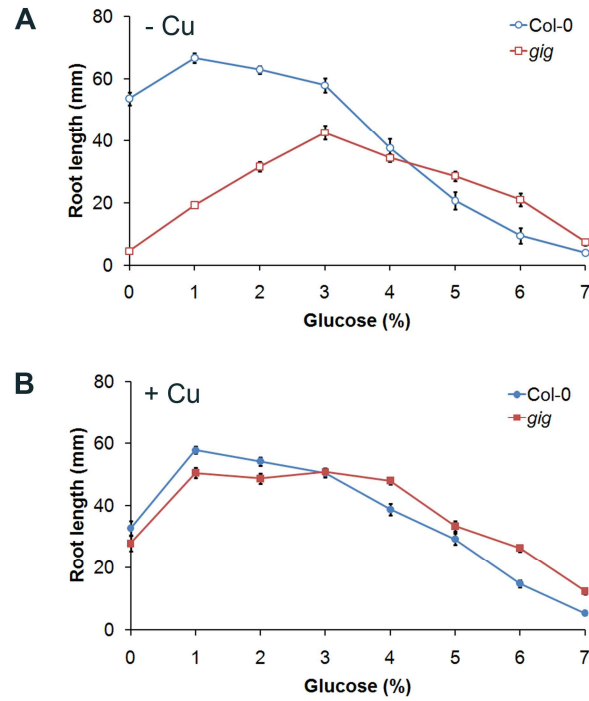 A
- Cu
Col-0
gig
Root length (mm)
80
60
40
20
0
0 1 2 3 4 5 6 7
Glucose (%)
B
+ Cu
Col-0
gig
Root length (mm)
80
60
40
20
0
0 1 2 3 4 5 6 7
Glucose (%)